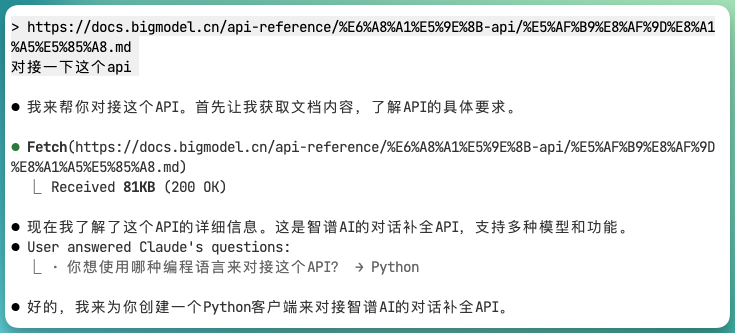 > https://docs.bigmodel.cn/api-reference/%E6%A8%A1%E5%9E%8B-api/%E5%AF%B9%E8%AF%9D%E8%A1
%A5%E5%85%A8.md
对接一下这个api
● 我来帮你对接这个API。首先让我获取文档内容，了解API的具体要求。
● Fetch(https://docs.bigmodel.cn/api-reference/%E6%A8%A1%E5%9E%8B-api/%E5%AF%B9%E8%AF%9D
%E8%A1%A5%E5%85%A8.md)
⎿ Received 81KB (200 OK)
● 现在我了解了这个API的详细信息。这是智谱AI的对话补全API，支持多种模型和功能。
● User answered Claude's questions:
⎿ · 你想使用哪种编程语言来对接这个API? → Python
● 好的，我来为你创建一个Python客户端来对接智谱AI的对话补全API。